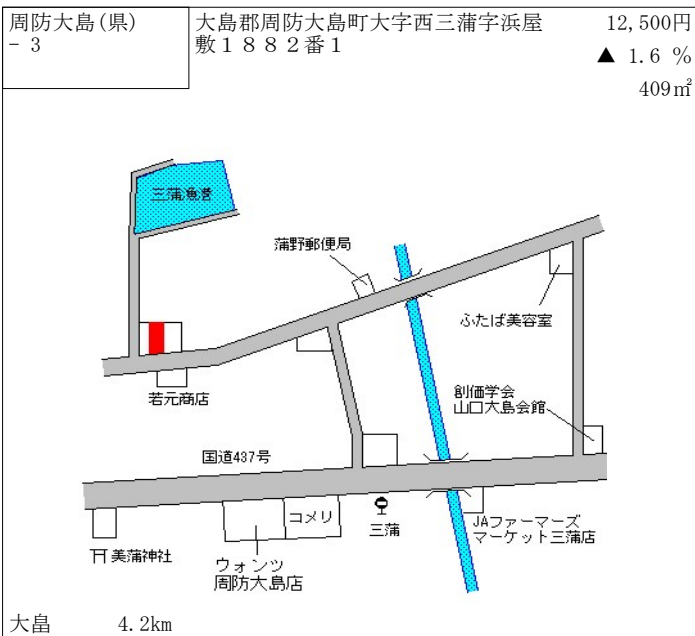 周防大島(県)
- 3
大島郡周防大島町大字西三蒲字浜屋
敷１８８２番1
12,500円
▲ 1.6 %
409㎡
三蒲漁港
蒲野郵便局
ふたば美容室
若元商店
創価学会
山口大島会館
国道437号
コメリ
三蒲
JAファーマーズ
マーケット三蒲店
美蒲神社
ウォンツ
周防大島店
大畠 4.2km